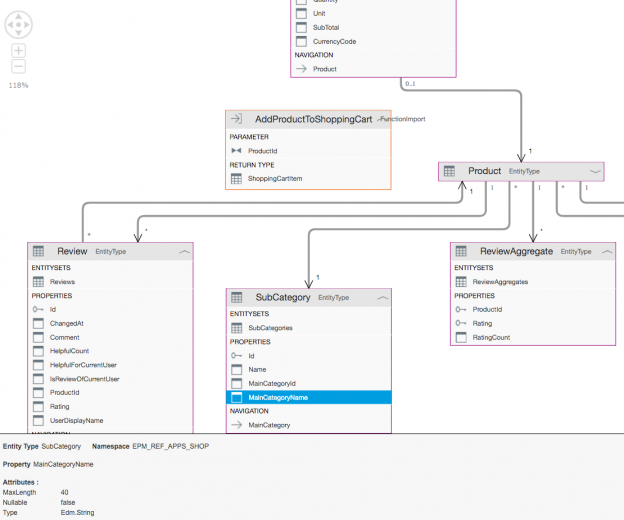 Quantity
Unit
SubTotal
CurrencyCode
NAVIGATION
Product
118%
0..1
AddProductToShoppingCart FunctionImport
PARAMETER
ProductId
RETURN TYPE
ShoppingCartItem
1
Product EntityType
1 1 * 1 * 1
* * 1 *
Review EntityType
ENTITYSETS
Reviews
PROPERTIES
Id
ChangedAt
Comment
HelpfulCount
HelpfulForCurrentUser
IsReviewOfCurrentUser
ProductId
Rating
UserDisplayName
NAVIGATION
SubCategory EntityType
ENTITYSETS
SubCategories
PROPERTIES
Id
Name
MainCategoryId
MainCategoryName
NAVIGATION
MainCategory
ReviewAggregate EntityType
ENTITYSETS
ReviewAggregates
PROPERTIES
ProductId
Rating
RatingCount
Entity Type SubCategory Namespace EPM_REF_APPS_SHOP
Property MainCategoryName
Attributes :
MaxLength 40
Nullable false
Type Edm.String